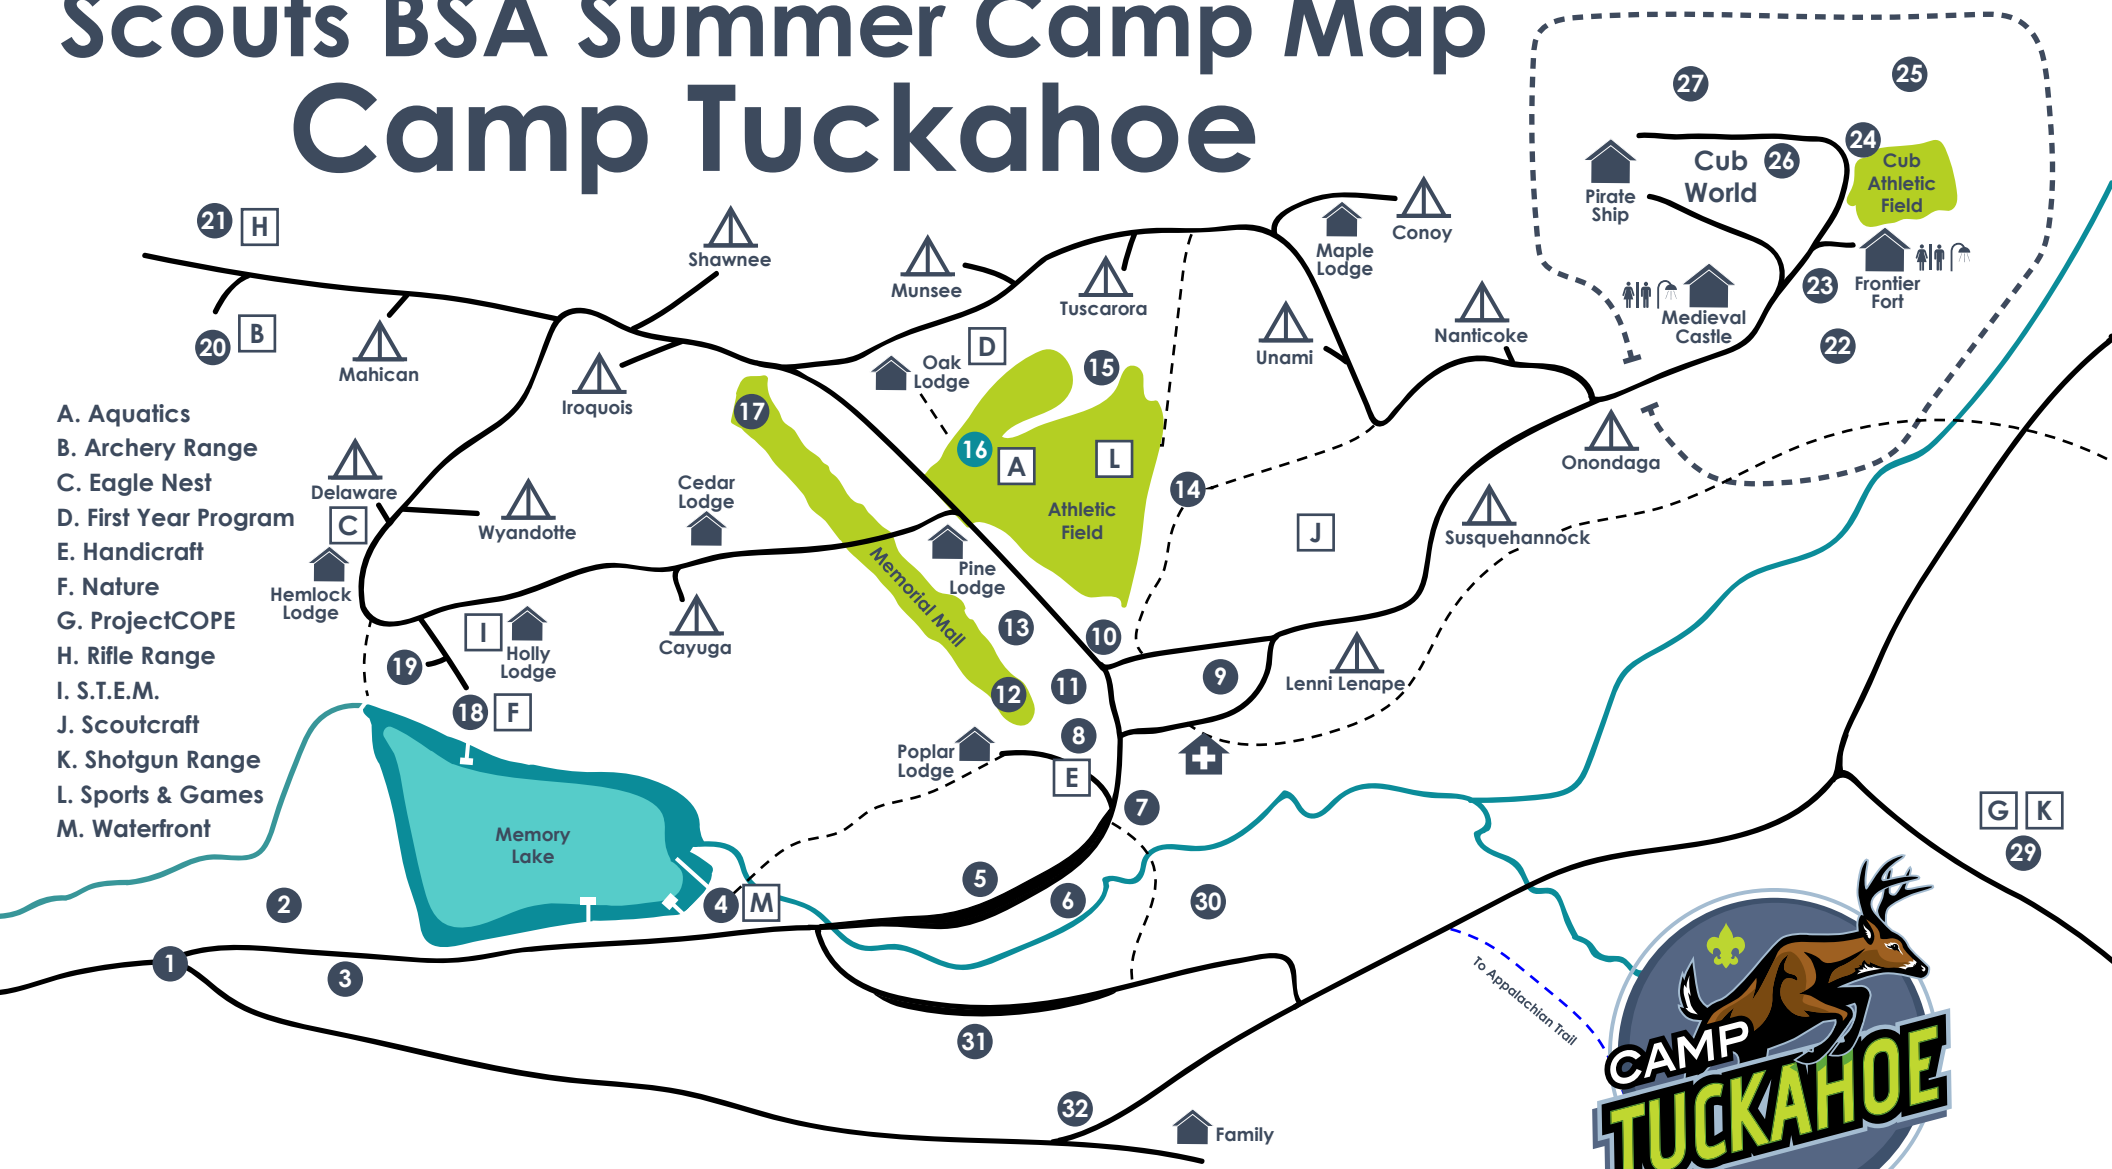 Scouts BSA Summer Camp Map
Camp Tuckahoe
27
25
24
26
Cub
World
Cub
Athletic
Field
Pirate
Ship
Frontier
Fort
23
Medieval
Castle
22
21
H
Shawnee
Munsee
Tuscarora
Maple
Lodge
Conoy
20
B
Mahican
Iroquois
Oak
Lodge
D
15
Unami
Nanticoke
17
16
A
L
Athletic
Field
14
J
Onondaga
Susquehannock
A. Aquatics
B. Archery Range
C. Eagle Nest
D. First Year Program
E. Handicraft
F. Nature
G. ProjectCOPE
H. Rifle Range
I. S.T.E.M.
J. Scoutcraft
K. Shotgun Range
L. Sports & Games
M. Waterfront
Delaware
C
Wyandotte
Cedar
Lodge
Hemlock
Lodge
Memorial Mall
Pine
Lodge
I
Holly
Lodge
Cayuga
13
10
19
18
F
12
11
9
Lenni Lenape
8
Poplar
Lodge
E
7
Memory
Lake
G
K
29
2
4
M
5
6
30
1
3
31
32
Family
To Appalachian Trail
CAMP
TUCKAHOE